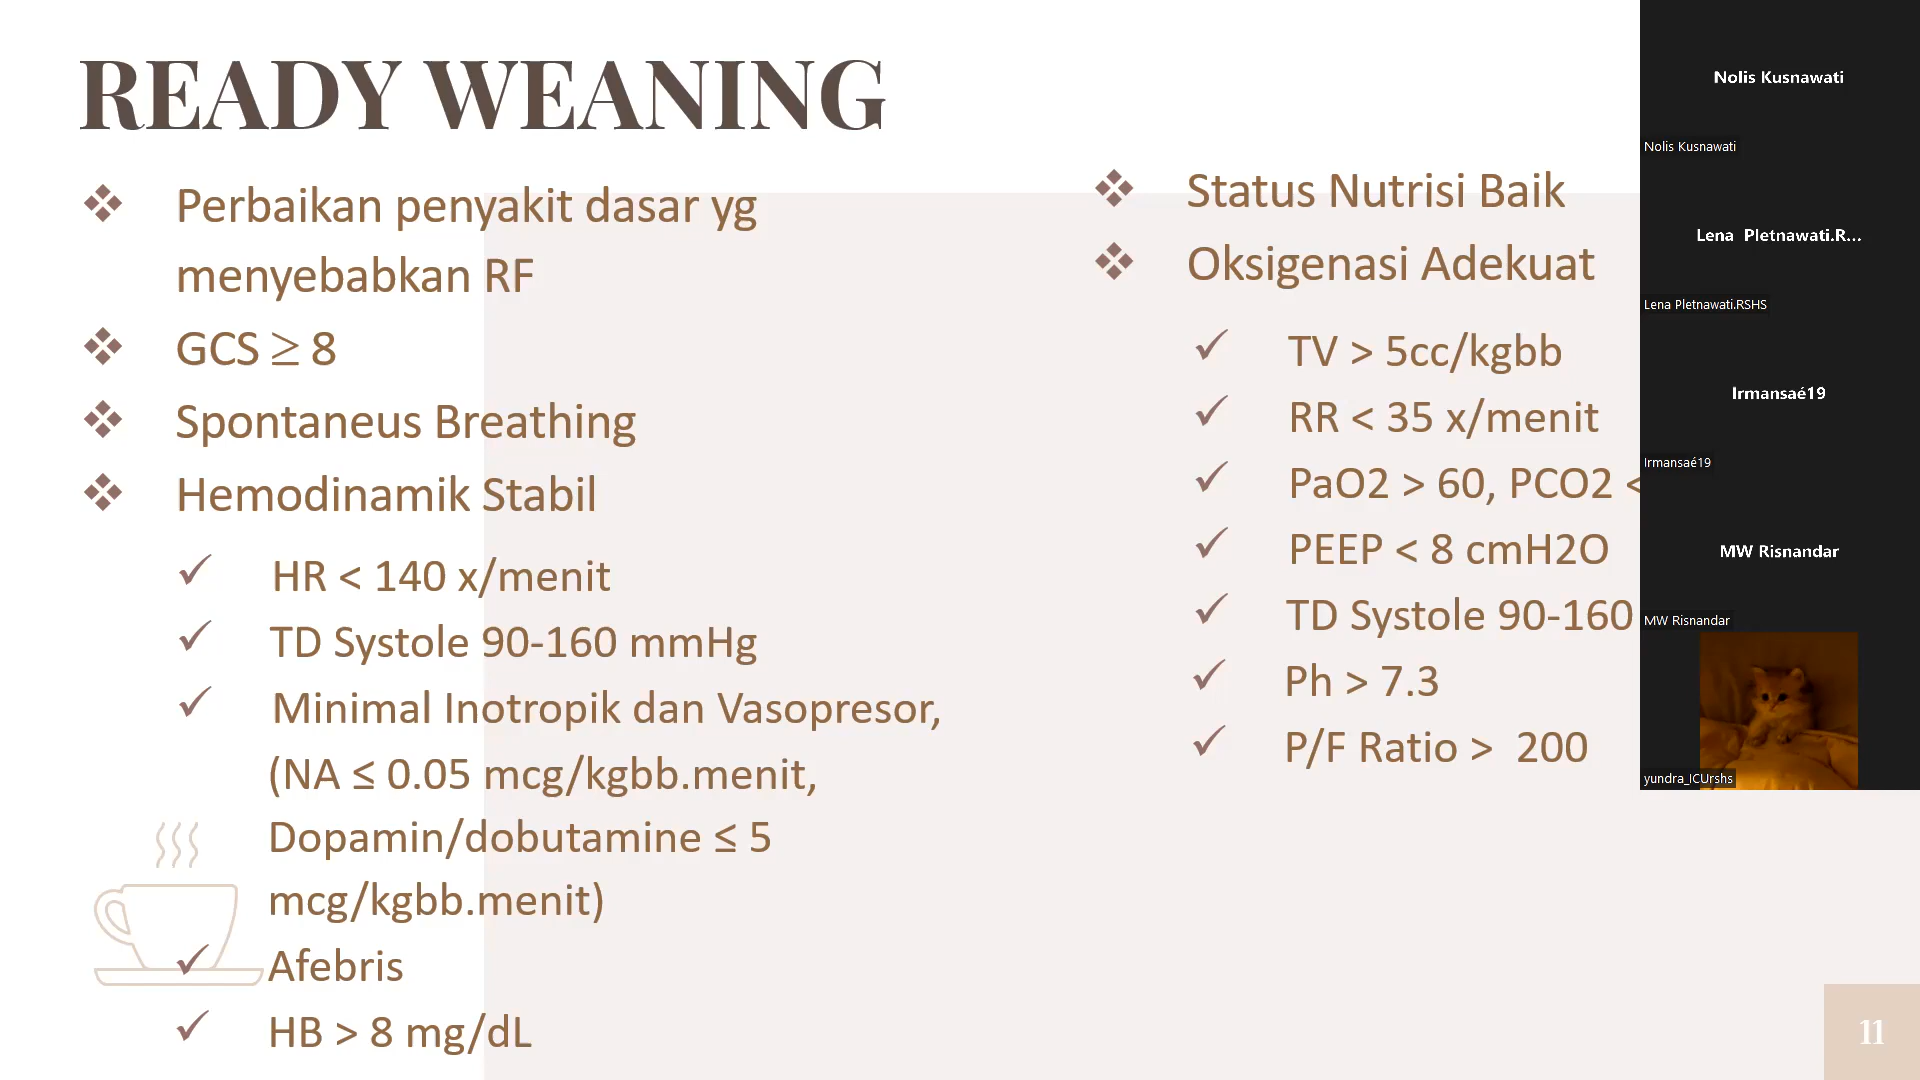 READY WEANING
Perbaikan penyakit dasar yg
menyebabkan RF
GCS ≥ 8
Spontaneus Breathing
Hemodinamik Stabil
HR < 140 x/menit
TD Systole 90-160 mmHg
Minimal Inotropik dan Vasopresor,
(NA ≤ 0.05 mcg/kgbb.menit,
Dopamin/dobutamine ≤ 5
mcg/kgbb.menit)
Afebris
HB > 8 mg/dL
Status Nutrisi Baik
Oksigenasi Adekuat
TV > 5cc/kgbb
RR < 35 x/menit
PaO2 > 60, PCO2 <
PEEP < 8 cmH2O
TD Systole 90-160
Ph > 7.3
P/F Ratio > 200
11
Nolis Kusnawati
Nolis Kusnawati
Lena Pletnawati.R...
Lena Pletnawati.RSHS
Irmansaé19
Irmansaé19
MW Risnandar
MW Risnandar
yundra_ICUrshs